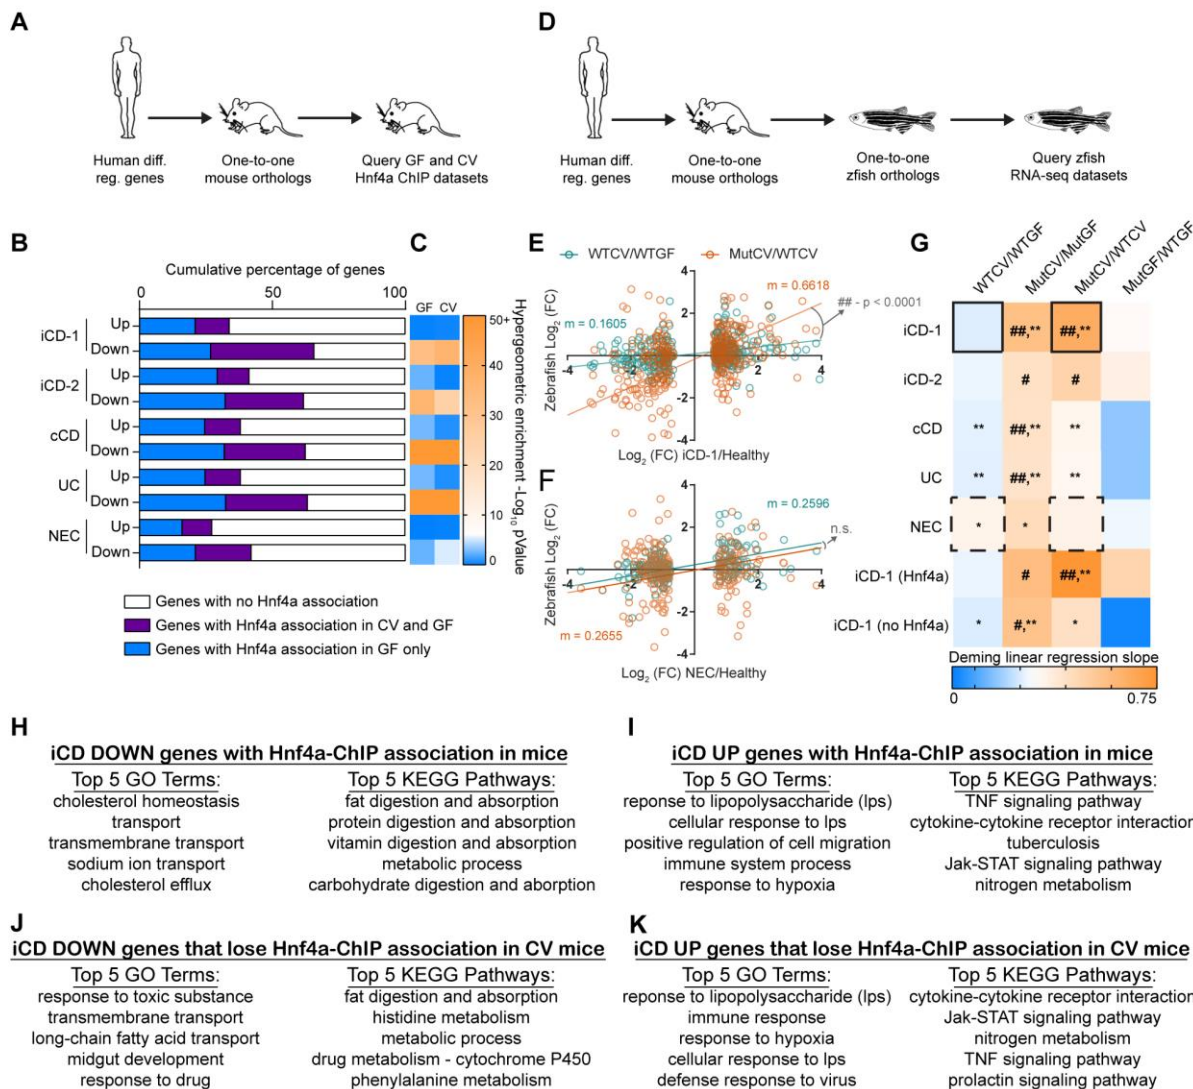 A
D
Human diff.
reg. genes
One-to-one
mouse orthologs
Query GF and CV
Hnf4a ChIP datasets
Human diff.
reg. genes
One-to-one
mouse orthologs
One-to-one
zfish orthologs
Query zfish
RNA-seq datasets
B
Cumulative percentage of genes
0
50
100
iCD-1
Up
Down
iCD-2
Up
Down
cCD
Up
Down
UC
Up
Down
NEC
Up
Down
Genes with no Hnf4a association
Genes with Hnf4a association in CV and GF
Genes with Hnf4a association in GF only
C
GF
CV
50+
40
30
20
10
0
Hypergeometric enrichment -Log10 pValue
E
WTCV/WTGF
MutCV/WTCV
4
2
-4
-2
2
4
-2
-4
m = 0.6618
m = 0.1605
## - p < 0.0001
Zebrafish Log2 (FC)
Log2 (FC) iCD-1/Healthy
F
4
2
-4
-2
2
4
-2
-4
m = 0.2596
n.s.
m = 0.2655
Zebrafish Log2 (FC)
Log2 (FC) NEC/Healthy
G
WTCV/WTGF
MutCV/MutGF
MutCV/WTCV
MutGF/WTGF
iCD-1
##,**
##,**
iCD-2
#
#
cCD
**
##,**
**
UC
**
##,**
**
NEC
*
*
iCD-1 (Hnf4a)
#
##,**
iCD-1 (no Hnf4a)
*
#,**
*
Deming linear regression slope
0
0.75
H
iCD DOWN genes with Hnf4a-ChIP association in mice
Top 5 GO Terms:
cholesterol homeostasis
transport
transmembrane transport
sodium ion transport
cholesterol efflux
Top 5 KEGG Pathways:
fat digestion and absorption
protein digestion and absorption
vitamin digestion and absorption
metabolic process
carbohydrate digestion and aborption
I
iCD UP genes with Hnf4a-ChIP association in mice
Top 5 GO Terms:
reponse to lipopolysaccharide (lps)
cellular response to lps
positive regulation of cell migration
immune system process
response to hypoxia
Top 5 KEGG Pathways:
TNF signaling pathway
cytokine-cytokine receptor interaction
tuberculosis
Jak-STAT signaling pathway
nitrogen metabolism
J
iCD DOWN genes that lose Hnf4a-ChIP association in CV mice
Top 5 GO Terms:
response to toxic substance
transmembrane transport
long-chain fatty acid transport
midgut development
response to drug
Top 5 KEGG Pathways:
fat digestion and absorption
histidine metabolism
metabolic process
drug metabolism - cytochrome P450
phenylalanine metabolism
K
iCD UP genes that lose Hnf4a-ChIP association in CV mice
Top 5 GO Terms:
reponse to lipopolysaccharide (lps)
immune response
response to hypoxia
cellular response to lps
defense response to virus
Top 5 KEGG Pathways:
cytokine-cytokine receptor interaction
Jak-STAT signaling pathway
nitrogen metabolism
TNF signaling pathway
prolactin signaling pathway